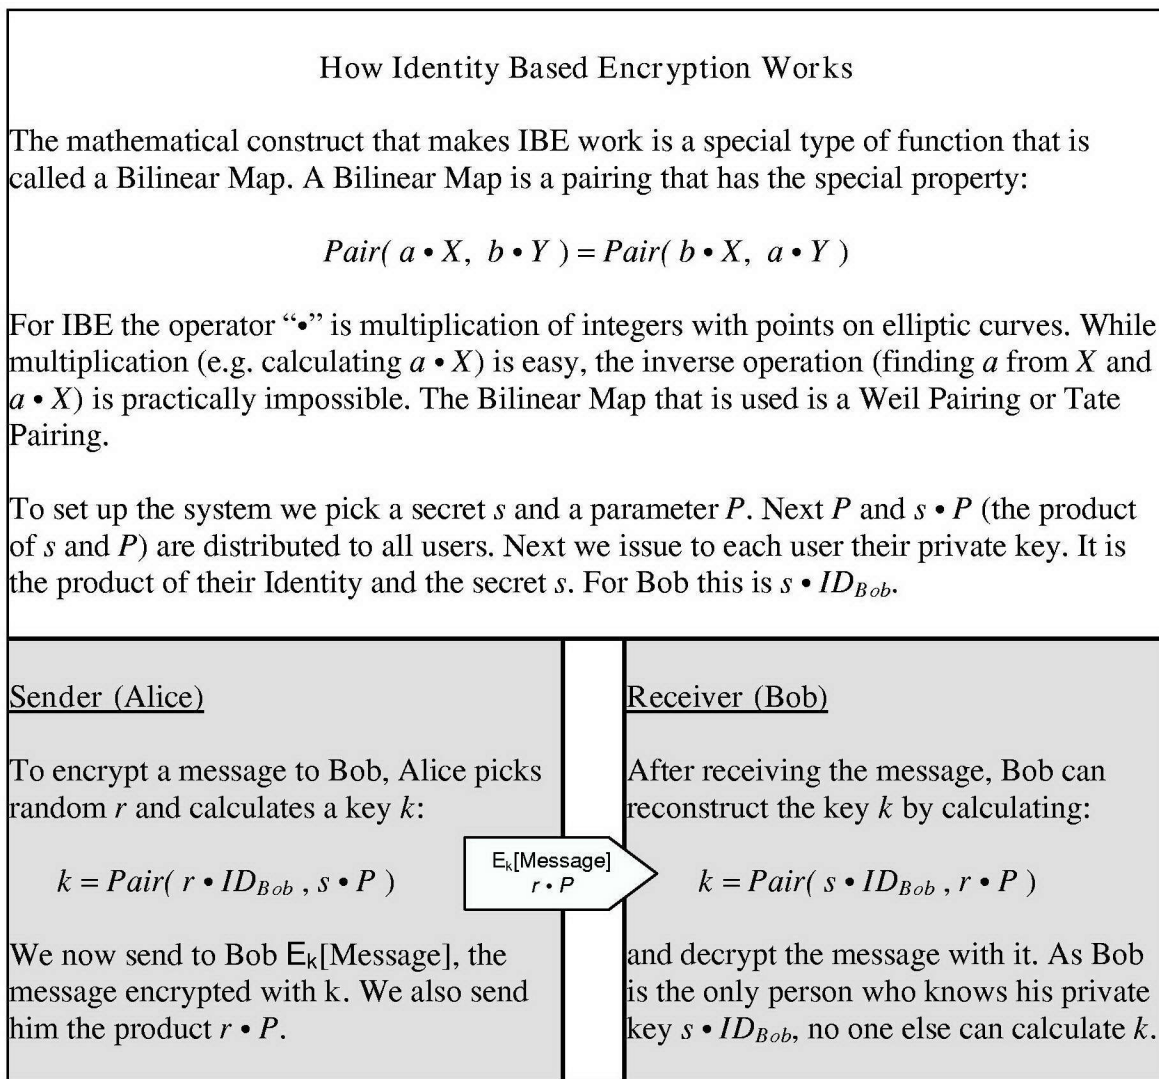 How Identity Based Encryption Works
The mathematical construct that makes IBE work is a special type of function that is
called a Bilinear Map. A Bilinear Map is a pairing that has the special property:
Pair( a • X, b • Y ) = Pair( b • X, a • Y )
For IBE the operator “•” is multiplication of integers with points on elliptic curves. While
multiplication (e.g. calculating a • X) is easy, the inverse operation (finding a from X and
a • X) is practically impossible. The Bilinear Map that is used is a Weil Pairing or Tate
Pairing.
To set up the system we pick a secret s and a parameter P. Next P and s • P (the product
of s and P) are distributed to all users. Next we issue to each user their private key. It is
the product of their Identity and the secret s. For Bob this is s • ID_Bob.
Sender (Alice)
To encrypt a message to Bob, Alice picks
random r and calculates a key k:
k = Pair( r • ID_Bob , s • P )
We now send to Bob E_k[Message], the
message encrypted with k. We also send
him the product r • P.
E_k[Message]
r • P
Receiver (Bob)
After receiving the message, Bob can
reconstruct the key k by calculating:
k = Pair( s • ID_Bob , r • P )
and decrypt the message with it. As Bob
is the only person who knows his private
key s • ID_Bob, no one else can calculate k.